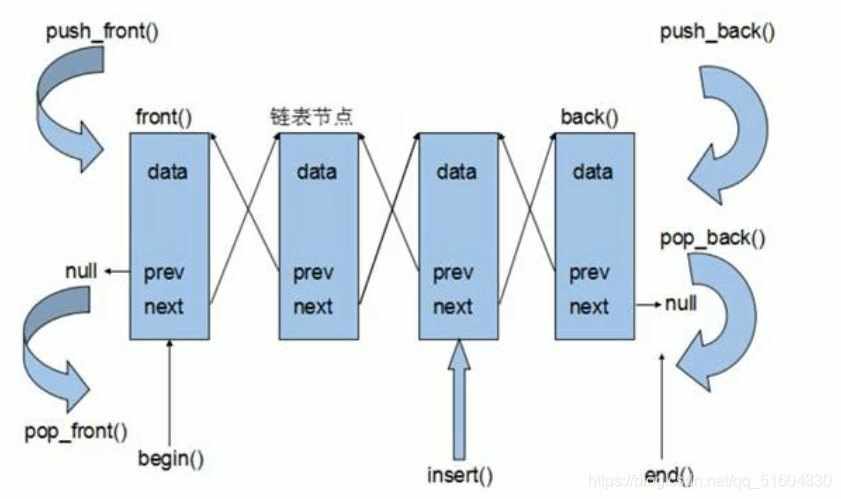 push_front()
push_back()
front()
链表节点
back()
data
data
data
data
pop_back()
null
prev
prev
prev
prev
next
next
next
next
null
pop_front()
begin()
insert()
end()
https://blog.csdn.net/qq_51604330